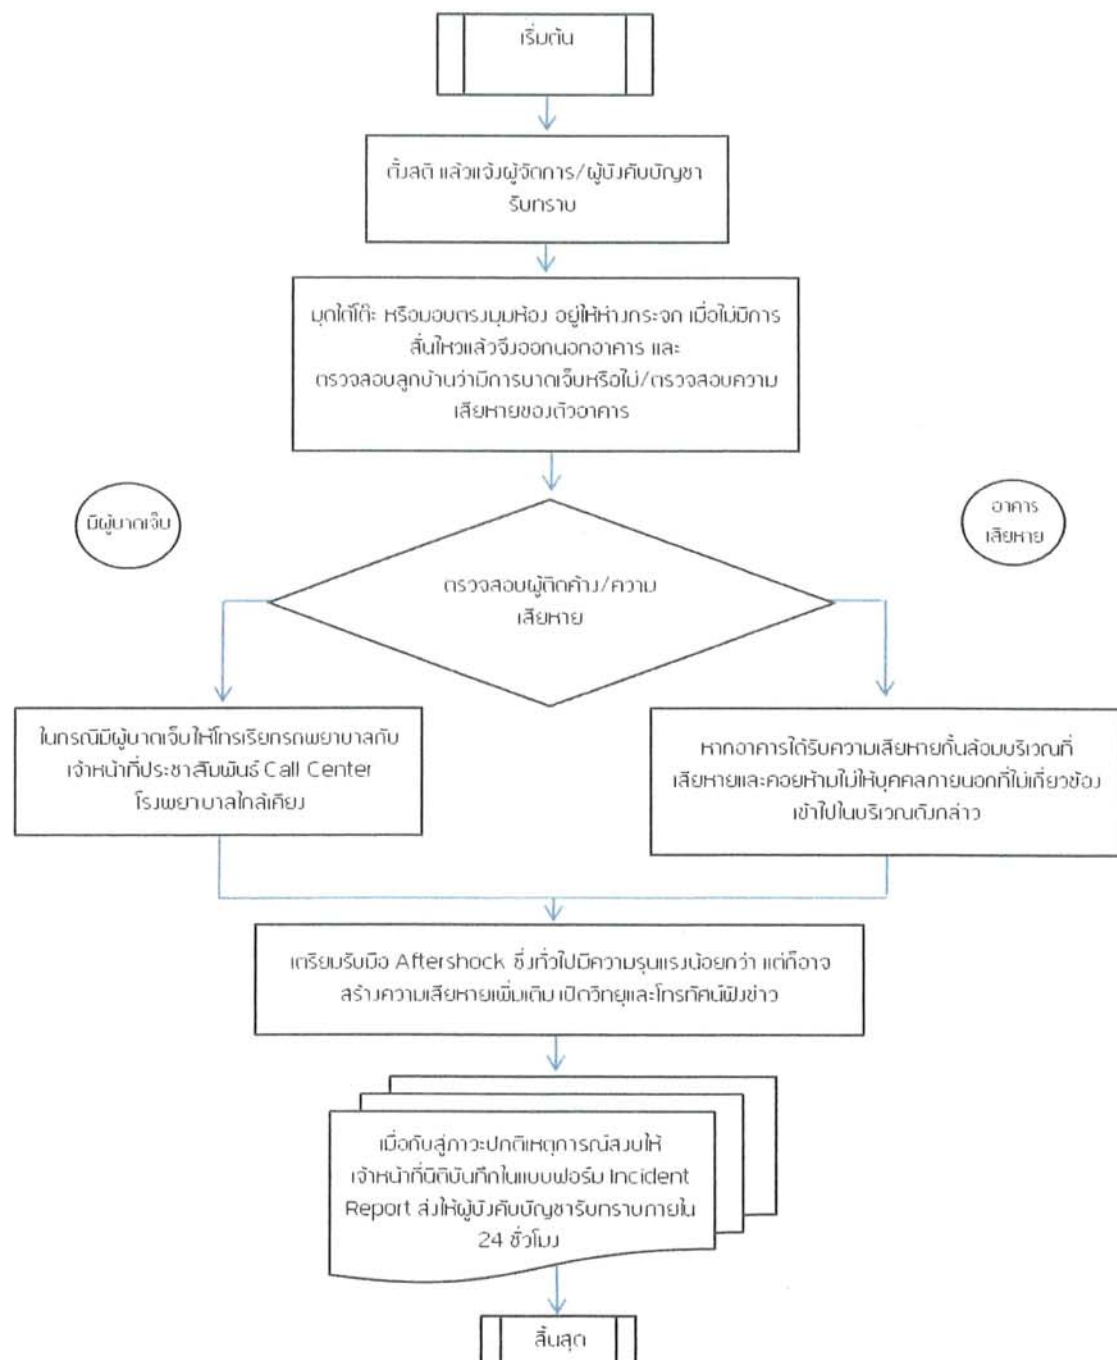 เริ่มต้น
ตั้งสติ แล้วแจ้งผู้จัดการ/ผู้บังคับบัญชา
รับทราบ
มุดใต้โต๊ะ หรือมอบตรงมุมห้อง อยู่ให้ห่างกระจก เมื่อไม่มีการ
สั่นไหวแล้วจึงออกนอกอาคาร และ
ตรวจสอบลูกบ้านว่ามีการบาดเจ็บหรือไม่/ตรวจสอบความ
เสียหายของตัวอาคาร
มีผู้บาดเจ็บ
อาคาร
เสียหาย
ตรวจสอบผู้ติดค้าง/ความ
เสียหาย
ในกรณีมีผู้บาดเจ็บให้โทรเรียกรถพยาบาลกับ
เจ้าหน้าที่ประชาสัมพันธ์ Call Center
โรงพยาบาลใกล้เคียง
หากอาคารได้รับความเสียหายกั้นล้อมบริเวณที่
เสียหายและคอยห้ามไม่ให้บุคคลภายนอกที่ไม่เกี่ยวข้อง
เข้าไปในบริเวณดังกล่าว
เตรียมรับมือ Aftershock ซึ่งทั่วไปมีความรุนแรงน้อยกว่า แต่ก็อาจ
สร้างความเสียหายเพิ่มเติม เปิดวิทยุและโทรทัศน์ฟังข่าว
เมื่อกับสู่ภาวะปกติเหตุการณ์สงบให้
เจ้าหน้าที่นิติบันทึกในแบบฟอร์ม Incident
Report ส่งให้ผู้บังคับบัญชารับทราบภายใน
24 ชั่วโมง
สิ้นสุด